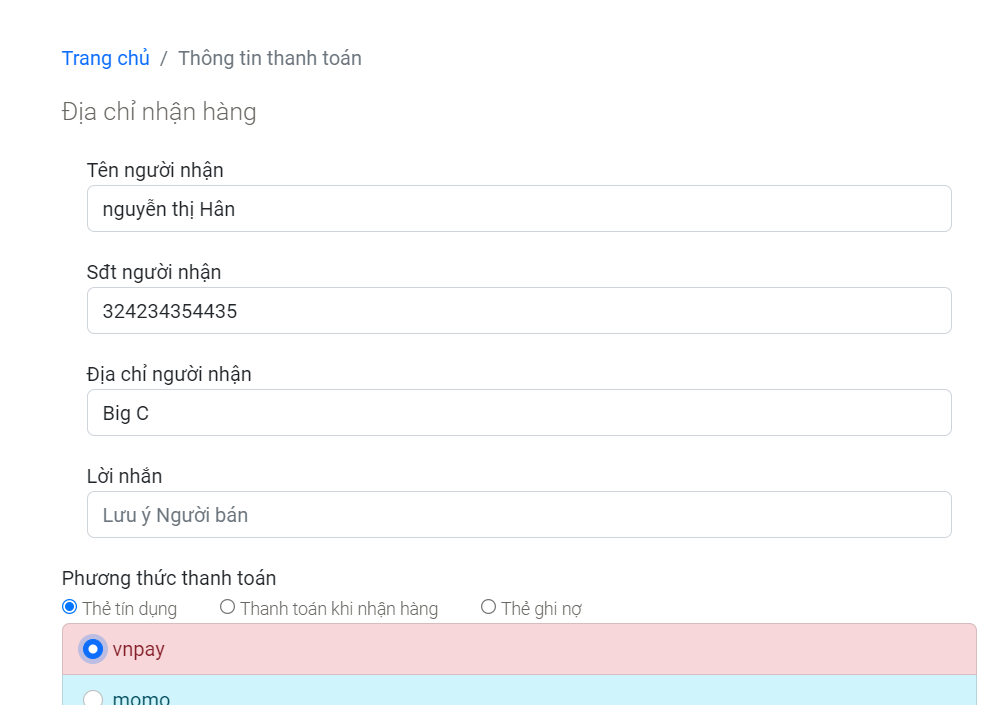 Trang chủ / Thông tin thanh toán
Địa chỉ nhận hàng
Tên người nhận
nguyễn thị Hân
Sđt người nhận
324234354435
Địa chỉ người nhận
Big C
Lời nhắn
Lưu ý Người bán
Phương thức thanh toán
Thẻ tín dụng Thanh toán khi nhận hàng Thẻ ghi nợ
vnpay
momo